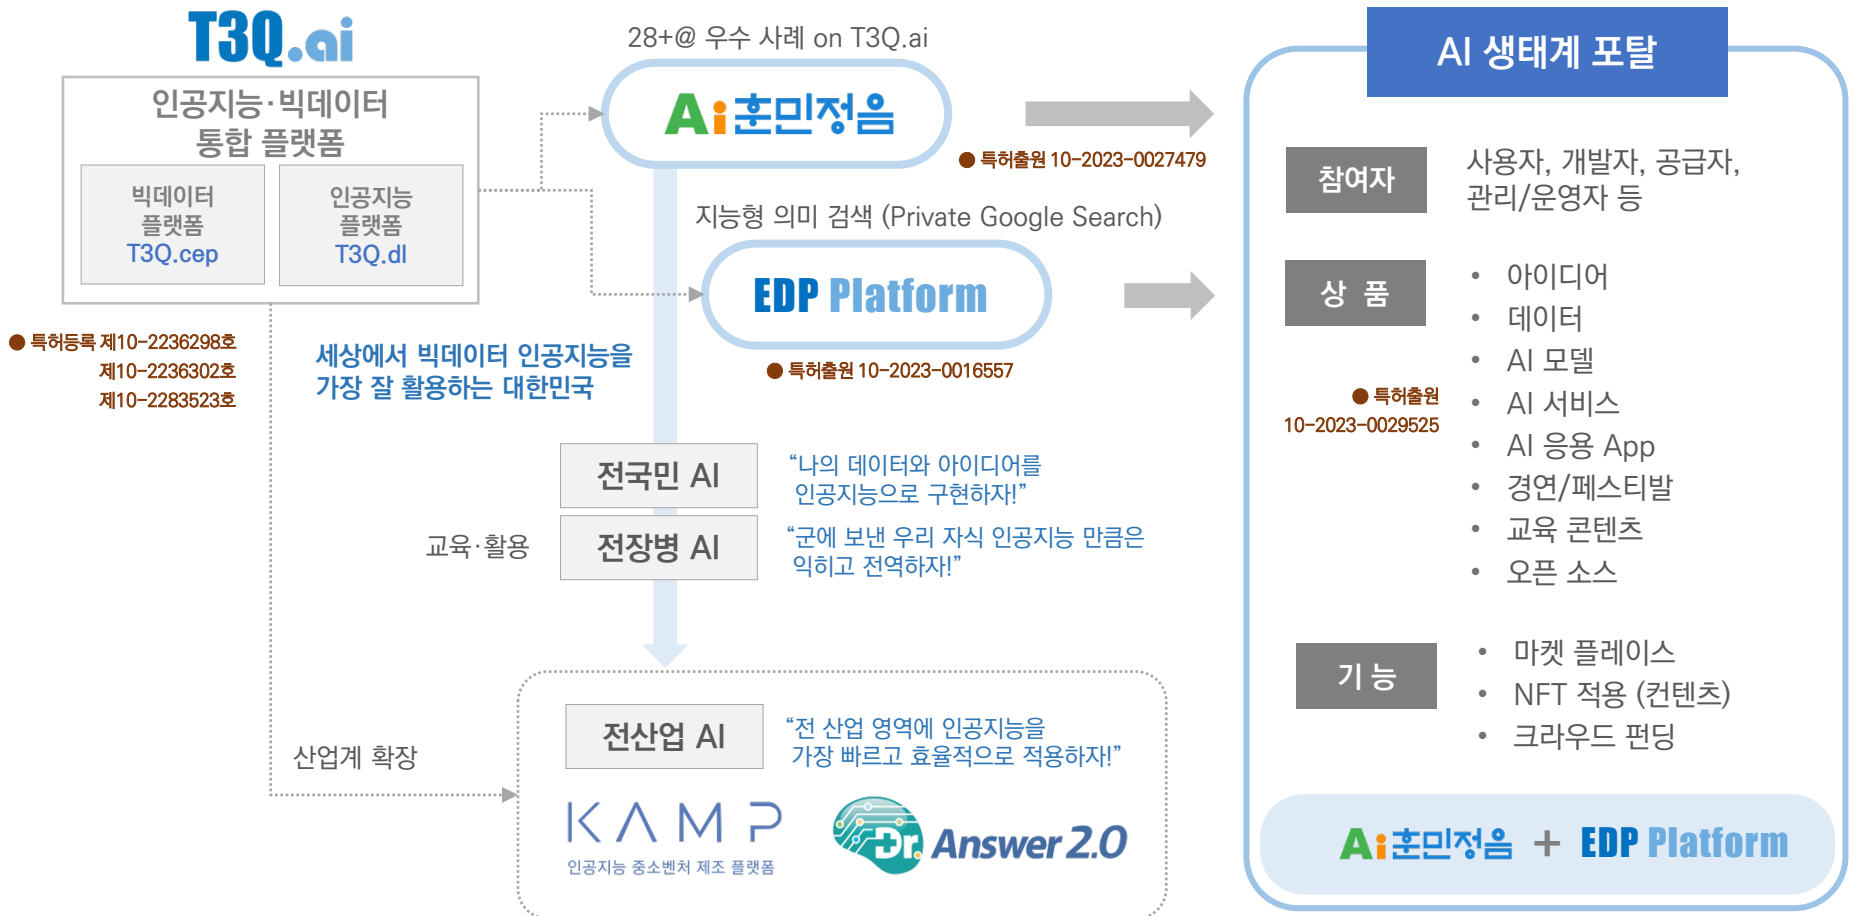 T3Q.ai
인공지능·빅데이터
통합 플랫폼
빅데이터
플랫폼
T3Q.cep
인공지능
플랫폼
T3Q.dl
● 특허등록 제10-2236298호
제10-2236302호
제10-2283523호
28+@ 우수 사례 on T3Q.ai
Ai훈민정음
● 특허출원 10-2023-0027479
지능형 의미 검색 (Private Google Search)
EDP Platform
● 특허출원 10-2023-0016557
세상에서 빅데이터 인공지능을
가장 잘 활용하는 대한민국
교육·활용
전국민 AI
“나의 데이터와 아이디어를
인공지능으로 구현하자!”
전장병 AI
“군에 보낸 우리 자식 인공지능 만큼은
익히고 전역하자!”
산업계 확장
전산업 AI
“전 산업 영역에 인공지능을
가장 빠르고 효율적으로 적용하자!”
KAMP
인공지능 중소벤처 제조 플랫폼
Dr. Answer 2.0
AI 생태계 포탈
참여자
사용자, 개발자, 공급자,
관리/운영자 등
상 품
• 아이디어
• 데이터
• AI 모델
• AI 서비스
• AI 응용 App
• 경연/페스티발
• 교육 콘텐츠
• 오픈 소스
● 특허출원
10-2023-0029525
기 능
• 마켓 플레이스
• NFT 적용 (컨텐츠)
• 크라우드 펀딩
Ai훈민정음 + EDP Platform